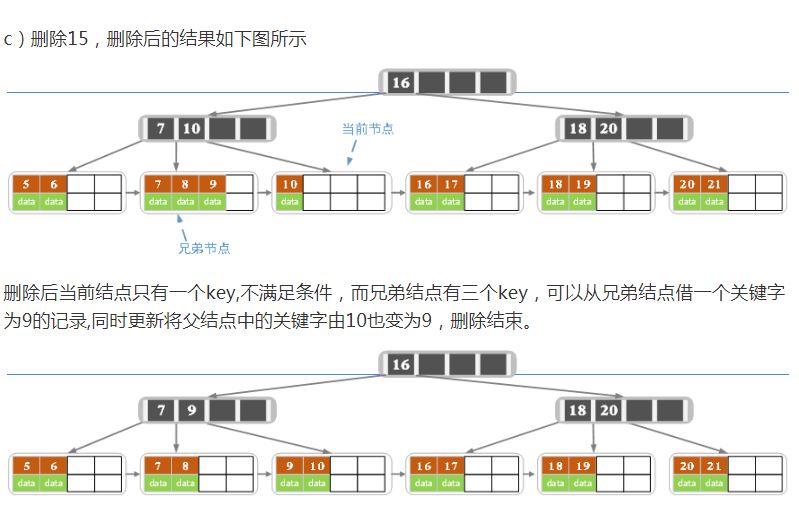 c）删除15，删除后的结果如下图所示
16
7 10
当前节点
18 20
5 6
7 8 9
10
16 17
18 19
20 21
data data
data data data
data
data data
data data
data data
兄弟节点
删除后当前结点只有一个key,不满足条件，而兄弟结点有三个key，可以从兄弟结点借一个关键字
为9的记录,同时更新将父结点中的关键字由10也变为9，删除结束。
16
7 9
18 20
5 6
7 8
9 10
16 17
18 19
20 21
data data
data data
data data
data data
data data
data data